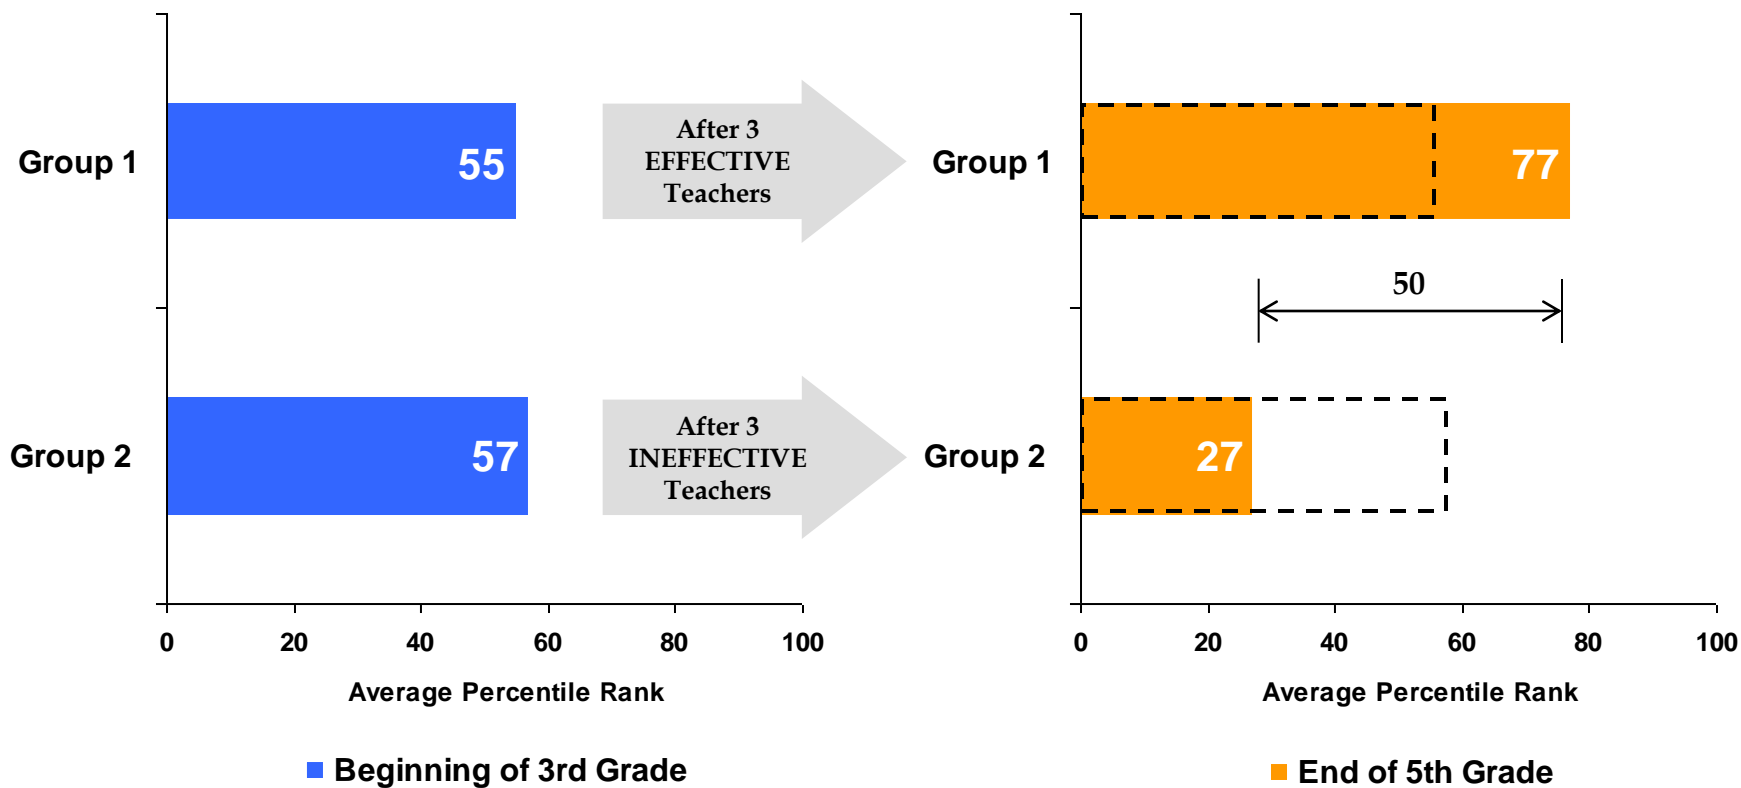 Group 1
55
After 3
EFFECTIVE
Teachers
Group 1
77
50
Group 2
57
After 3
INEFFECTIVE
Teachers
Group 2
27
0 20 40 60 80 100
Average Percentile Rank
Beginning of 3rd Grade
0 20 40 60 80 100
Average Percentile Rank
End of 5th Grade